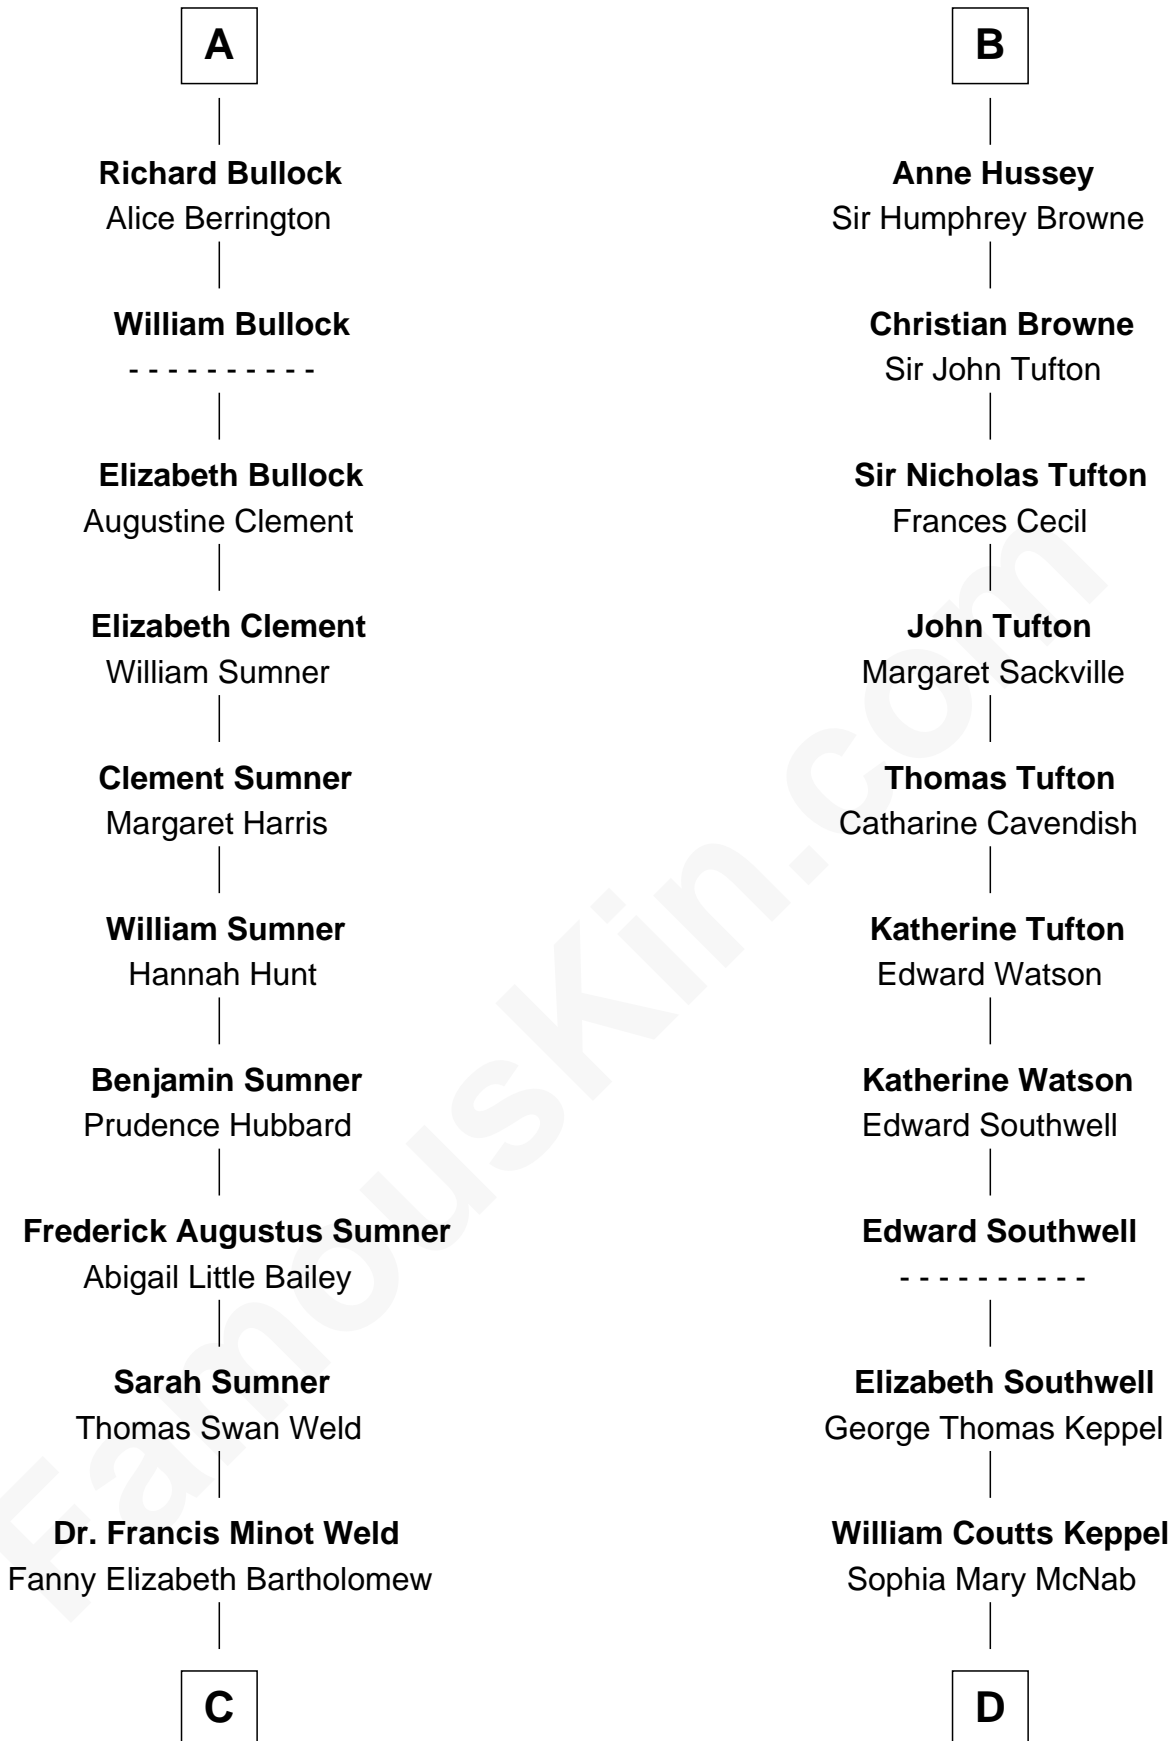 A
Richard Bullock
Alice Berrington
William Bullock
- - - - - - - - - -
Elizabeth Bullock
Augustine Clement
Elizabeth Clement
William Sumner
Clement Sumner
Margaret Harris
William Sumner
Hannah Hunt
Benjamin Sumner
Prudence Hubbard
Frederick Augustus Sumner
Abigail Little Bailey
Sarah Sumner
Thomas Swan Weld
Dr. Francis Minot Weld
Fanny Elizabeth Bartholomew
C
B
Anne Hussey
Sir Humphrey Browne
Christian Browne
Sir John Tufton
Sir Nicholas Tufton
Frances Cecil
John Tufton
Margaret Sackville
Thomas Tufton
Catharine Cavendish
Katherine Tufton
Edward Watson
Katherine Watson
Edward Southwell
Edward Southwell
- - - - - - - - - -
Elizabeth Southwell
George Thomas Keppel
William Coutts Keppel
Sophia Mary McNab
D
FamousKin.com